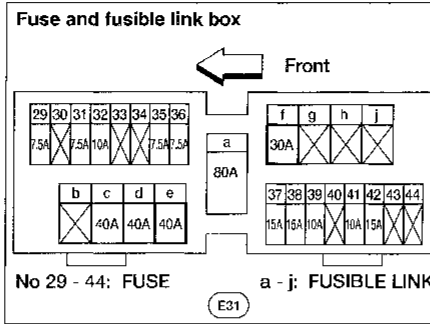 Fuse and fusible link box
Front
29 30 31 32 33 34 35 36
7.5A 7.5A 10A 7.5A 7.5A
a
80A
f g h j
30A
b c d e
40A 40A 40A
37 38 39 40 41 42 43 44
15A 15A 10A 10A 15A
No 29 - 44: FUSE
a - j: FUSIBLE LINK
E31